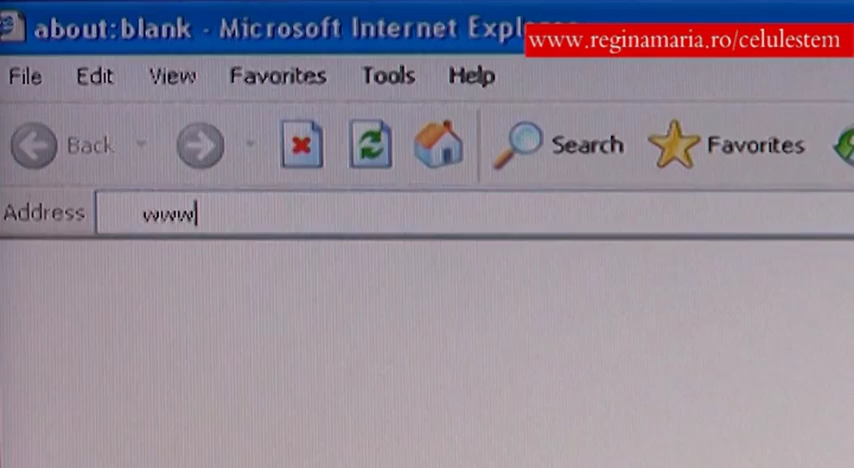 about:blank - Microsoft Internet
www.reginamaria.ro/celulestem
File Edit View Favorites Tools Help
Back Search Favorites
Address www